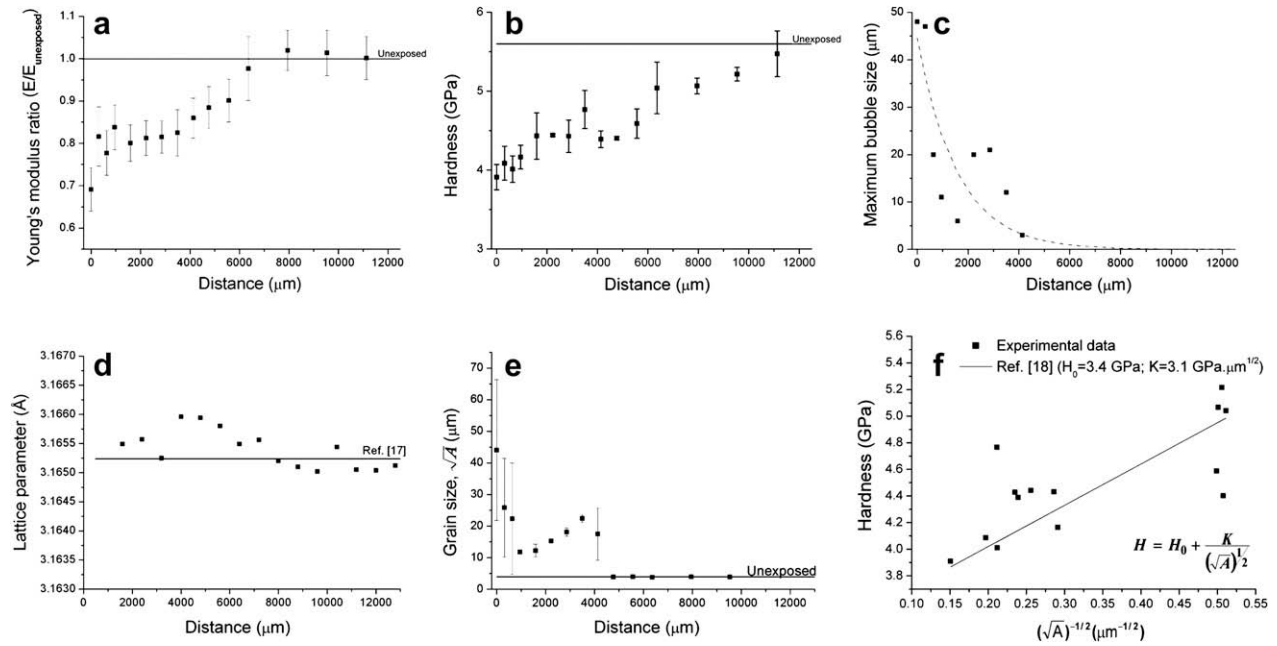 a
Young's modulus ratio (E/E_unexposed)
1.1
1.0
0.9
0.8
0.7
0.6
Unexposed
0 2000 4000 6000 8000 10000 12000
Distance (μm)
b
Hardness (GPa)
6
5
4
3
Unexposed
0 2000 4000 6000 8000 10000 12000
Distance (μm)
c
Maximum bubble size (μm)
50
40
30
20
10
0
0 2000 4000 6000 8000 10000 12000
Distance (μm)
d
Lattice parameter (Å)
3.1670
3.1665
3.1660
3.1655
3.1650
3.1645
3.1640
3.1635
3.1630
Ref. [17]
0 2000 4000 6000 8000 10000 12000
Distance (μm)
e
Grain size, √A (μm)
70
60
50
40
30
20
10
0
Unexposed
0 2000 4000 6000 8000 10000 12000
Distance (μm)
f
Hardness (GPa)
5.6
5.4
5.2
5.0
4.8
4.6
4.4
4.2
4.0
3.8
Experimental data
Ref. [18] (H₀=3.4 GPa; K=3.1 GPa.μm^1/2)
H = H₀ + K/(√A)^1/2
0.10 0.15 0.20 0.25 0.30 0.35 0.40 0.45 0.50 0.55
(√A)^-1/2 (μm^-1/2)